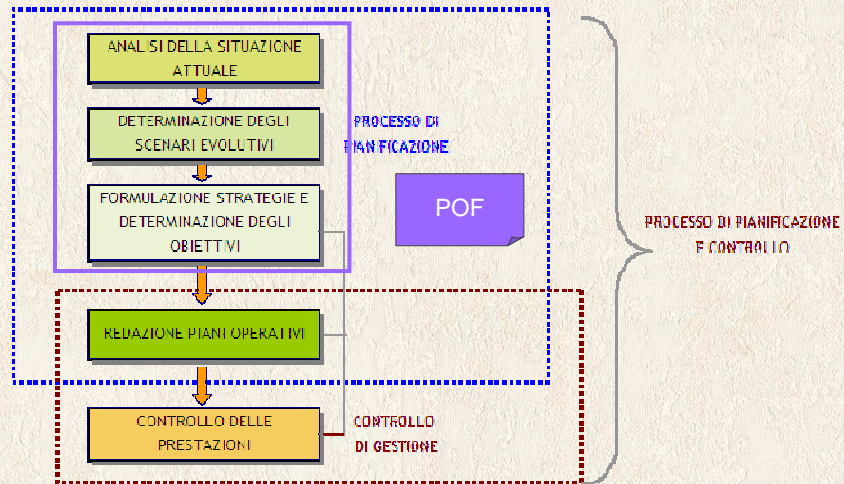 ANALISI DELLA SITUAZIONE
ATTUALE
DETERMINAZIONE DEGLI
SCENARI EVOLUTIVI
PROCESSO DI
PIANIFICAZIONE
FORMULAZIONE STRATEGIE E
DETERMINAZIONE DEGLI
OBIETTIVI
POF
PROCESSO DI PIANIFICAZIONE
E CONTROLLO
REDAZIONE PIANI OPERATIVI
CONTROLLO DELLE
PRESTAZIONI
CONTROLLO
DI GESTIONE